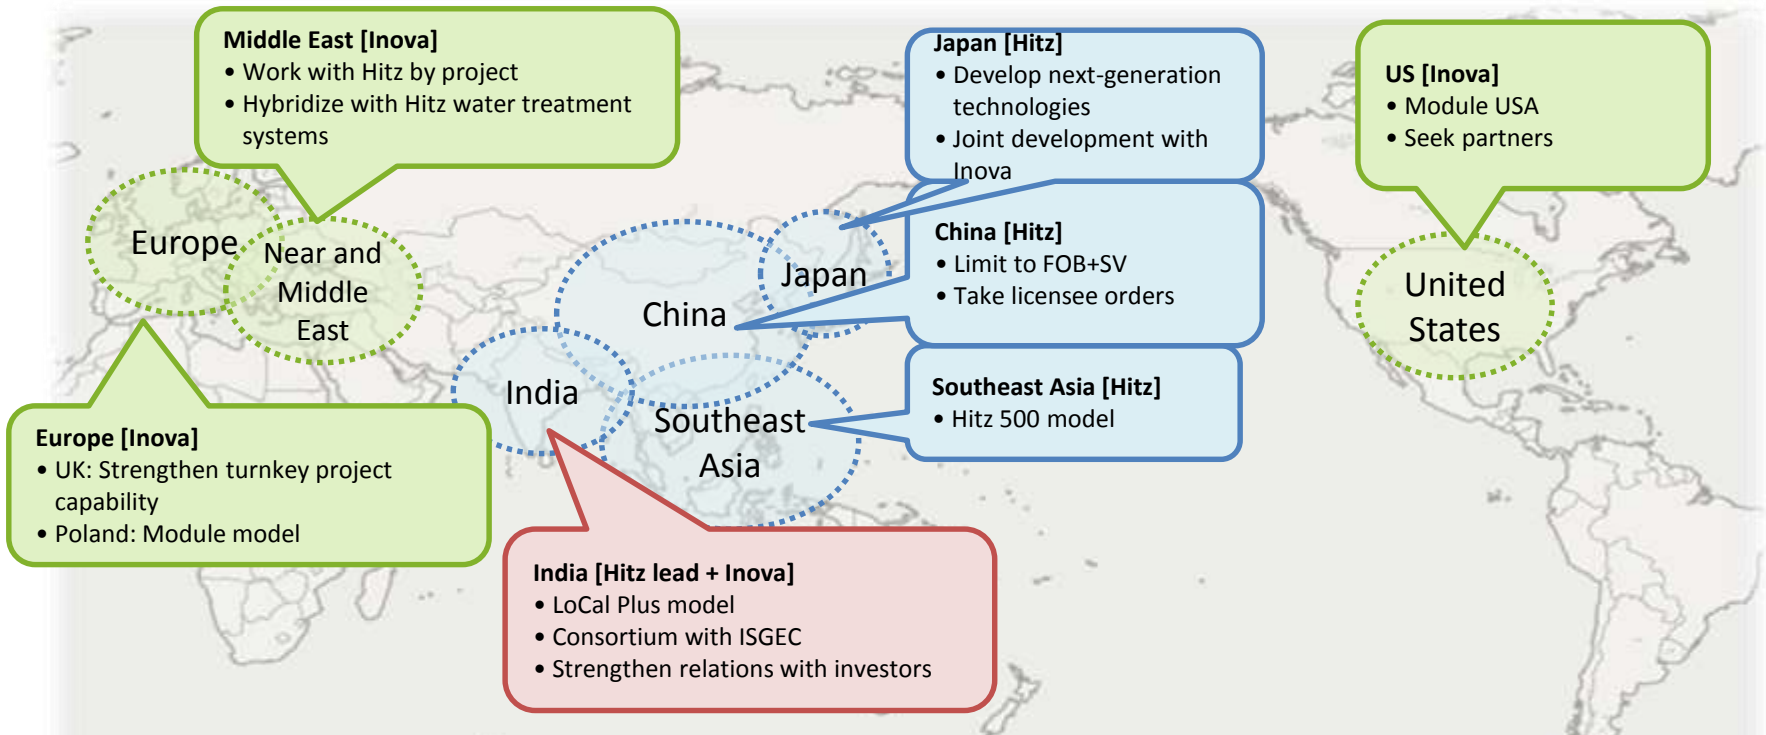 Middle East [Inova]
• Work with Hitz by project
• Hybridize with Hitz water treatment
systems
Japan [Hitz]
• Develop next-generation
technologies
• Joint development with
Inova
US [Inova]
• Module USA
• Seek partners
China [Hitz]
• Limit to FOB+SV
• Take licensee orders
Europe
Near and
Middle
East
China
Japan
United
States
India
Southeast
Asia
Southeast Asia [Hitz]
• Hitz 500 model
Europe [Inova]
• UK: Strengthen turnkey project
capability
• Poland: Module model
India [Hitz lead + Inova]
• LoCal Plus model
• Consortium with ISGEC
• Strengthen relations with investors